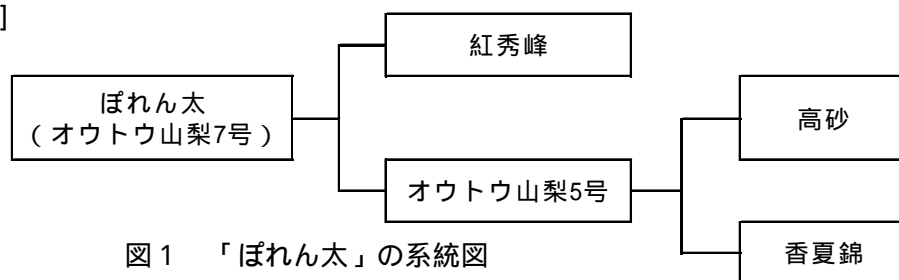 ]
紅秀峰
ぽれん太
(オウトウ山梨7号)
高砂
オウトウ山梨5号
香夏錦
図1 「ぽれん太」の系統図